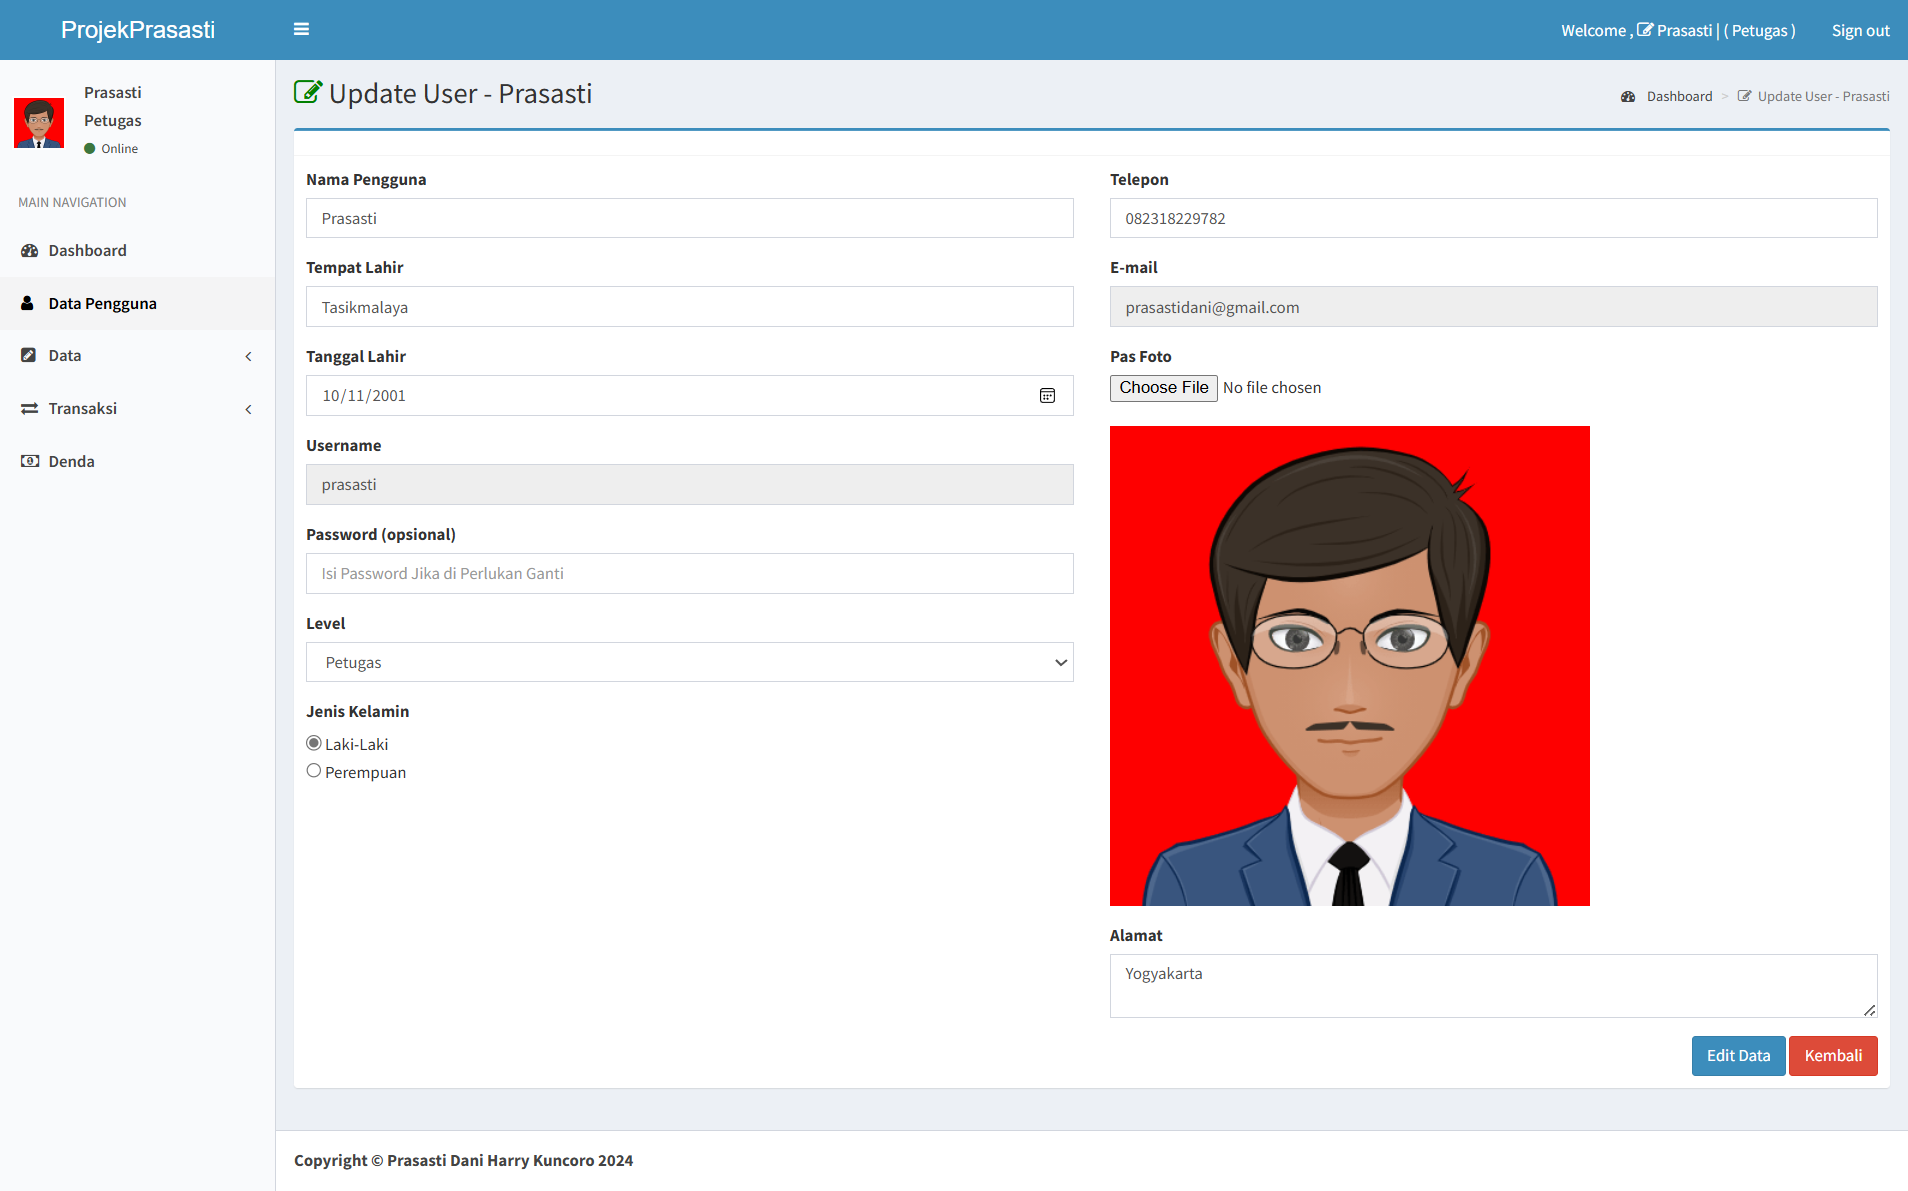 ProjekPrasasti
Welcome , Prasasti | ( Petugas )
Sign out
Prasasti
Petugas
Online
MAIN NAVIGATION
Dashboard
Data Pengguna
Data
Transaksi
Denda
Update User - Prasasti
Dashboard > Update User - Prasasti
Nama Pengguna
Prasasti
Tempat Lahir
Tasikmalaya
Tanggal Lahir
10/11/2001
Username
prasasti
Password (opsional)
Isi Password Jika di Perlukan Ganti
Level
Petugas
Jenis Kelamin
Laki-Laki
Perempuan
Telepon
082318229782
E-mail
prasastidani@gmail.com
Pas Foto
Choose File No file chosen
Alamat
Yogyakarta
Edit Data
Kembali
Copyright © Prasasti Dani Harry Kuncoro 2024